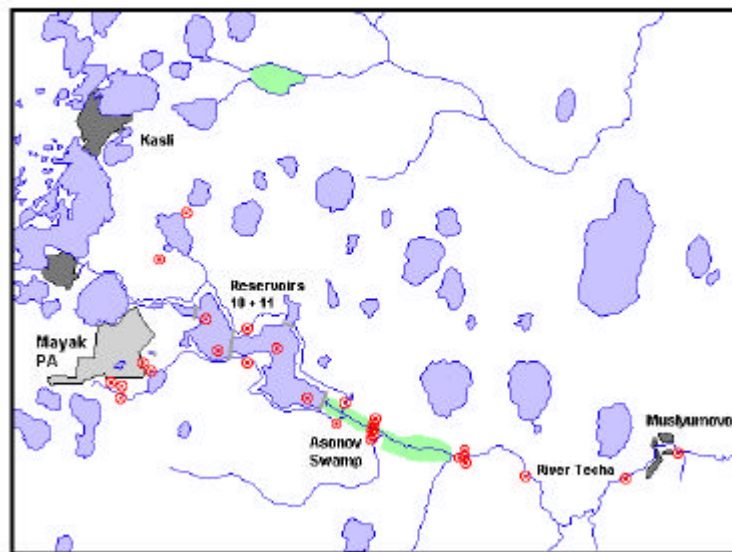 Kasli
Reservoirs
10 + 11
Mayak
PA
Asanov
Swamp
Muslyumovo
River Techa